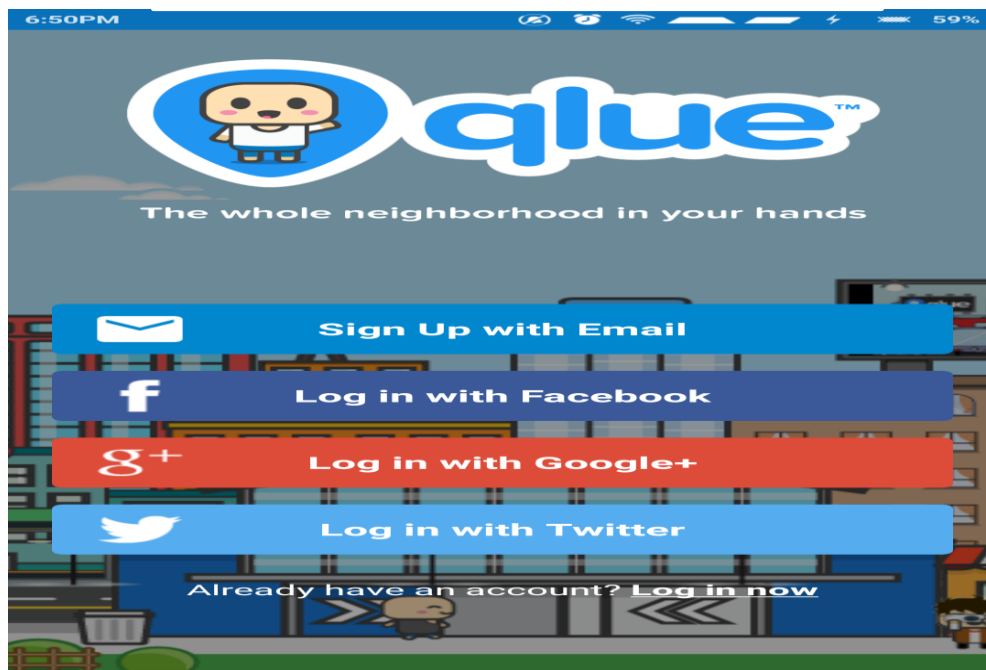 6:50PM 59%
qlue™
The whole neighborhood in your hands
Sign Up with Email
f Log in with Facebook
g+ Log in with Google+
Log in with Twitter
Already have an account? Log in now